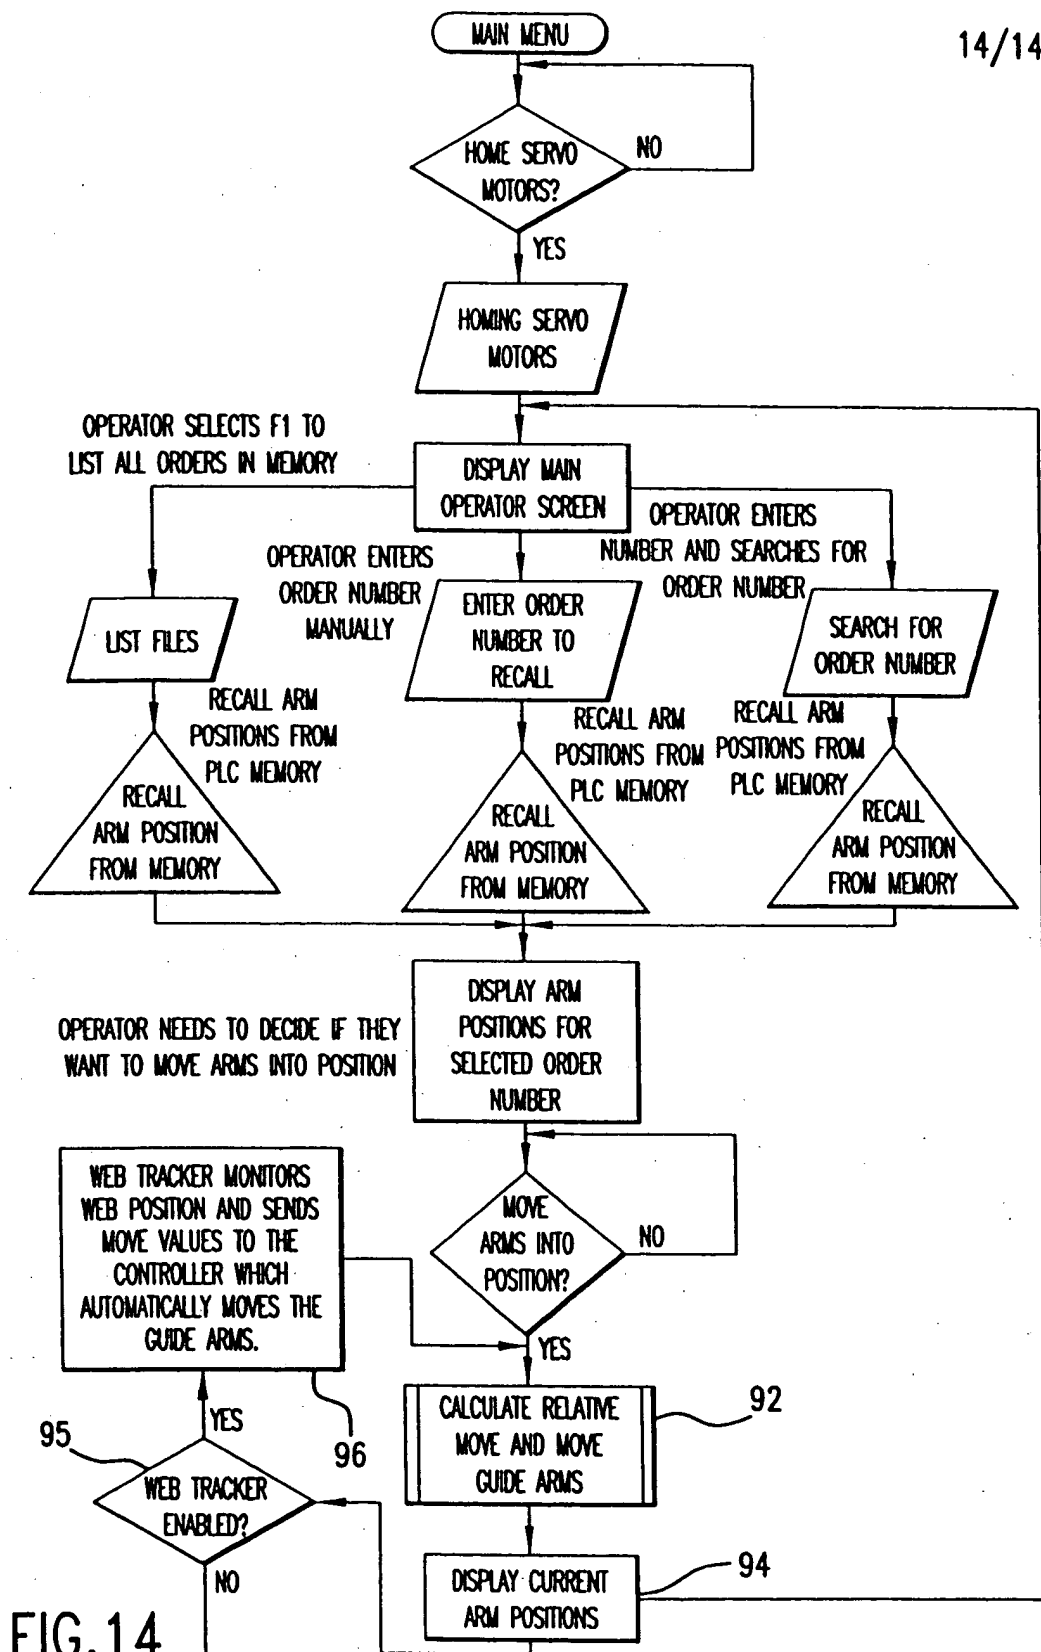 MAIN MENU
14/14
HOME SERVO
MOTORS?
NO
YES
HOMING SERVO
MOTORS
OPERATOR SELECTS F1 TO
LIST ALL ORDERS IN MEMORY
DISPLAY MAIN
OPERATOR SCREEN
OPERATOR ENTERS
ORDER NUMBER
MANUALLY
OPERATOR ENTERS
NUMBER AND SEARCHES FOR
ORDER NUMBER
LIST FILES
ENTER ORDER
NUMBER TO
RECALL
SEARCH FOR
ORDER NUMBER
RECALL ARM
POSITIONS FROM
PLC MEMORY
RECALL ARM
POSITIONS FROM
PLC MEMORY
RECALL ARM
POSITIONS FROM
PLC MEMORY
RECALL
ARM POSITION
FROM MEMORY
RECALL
ARM POSITION
FROM MEMORY
RECALL
ARM POSITION
FROM MEMORY
DISPLAY ARM
POSITIONS FOR
SELECTED ORDER
NUMBER
OPERATOR NEEDS TO DECIDE IF THEY
WANT TO MOVE ARMS INTO POSITION
MOVE
ARMS INTO
POSITION?
NO
YES
WEB TRACKER MONITORS
WEB POSITION AND SENDS
MOVE VALUES TO THE
CONTROLLER WHICH
AUTOMATICALLY MOVES THE
GUIDE ARMS.
96
CALCULATE RELATIVE
MOVE AND MOVE
GUIDE ARMS
92
YES
95
WEB TRACKER
ENABLED?
NO
DISPLAY CURRENT
ARM POSITIONS
94
FIG.14